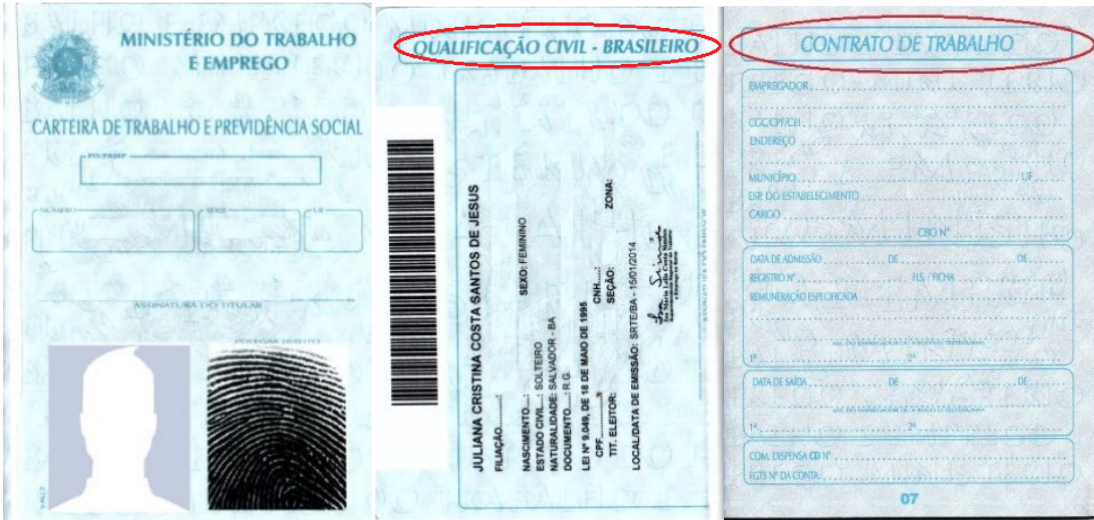 MINISTÉRIO DO TRABALHO
E EMPREGO
CARTEIRA DE TRABALHO E PREVIDÊNCIA SOCIAL
PIS/PASEP
NÚMERO
SÉRIE
UF
ASSINATURA DO TITULAR
POLEGAR DIREITO
QUALIFICAÇÃO CIVIL - BRASILEIRO
JULIANA CRISTINA COSTA SANTOS DE JESUS
FILIAÇÃO........:
NASCIMENTO....: SEXO: FEMININO
ESTADO CIVIL...: SOLTEIRO
NATURALIDADE: SALVADOR - BA
DOCUMENTO.....: R.G.
LEI Nº 9.049, DE 18 DE MAIO DE 1995
CPF........: CNH.....:
TIT. ELEITOR: SEÇÃO: ZONA:
LOCAL/DATA DE EMISSÃO: SRTE/BA - 15/01/2014
CONTRATO DE TRABALHO
EMPREGADOR
CGC/CPF/CEI
ENDEREÇO
MUNICÍPIO UF
ESP. DO ESTABELECIMENTO
CARGO
CBO Nº
DATA DE ADMISSÃO DE DE
REGISTRO Nº FLS. / FICHA
REMUNERAÇÃO ESPECIFICADA
1ª 2ª
DATA DE SAÍDA DE DE
1ª 2ª
COM. DISPENSA CD Nº
FGTS Nº DA CONTA
07